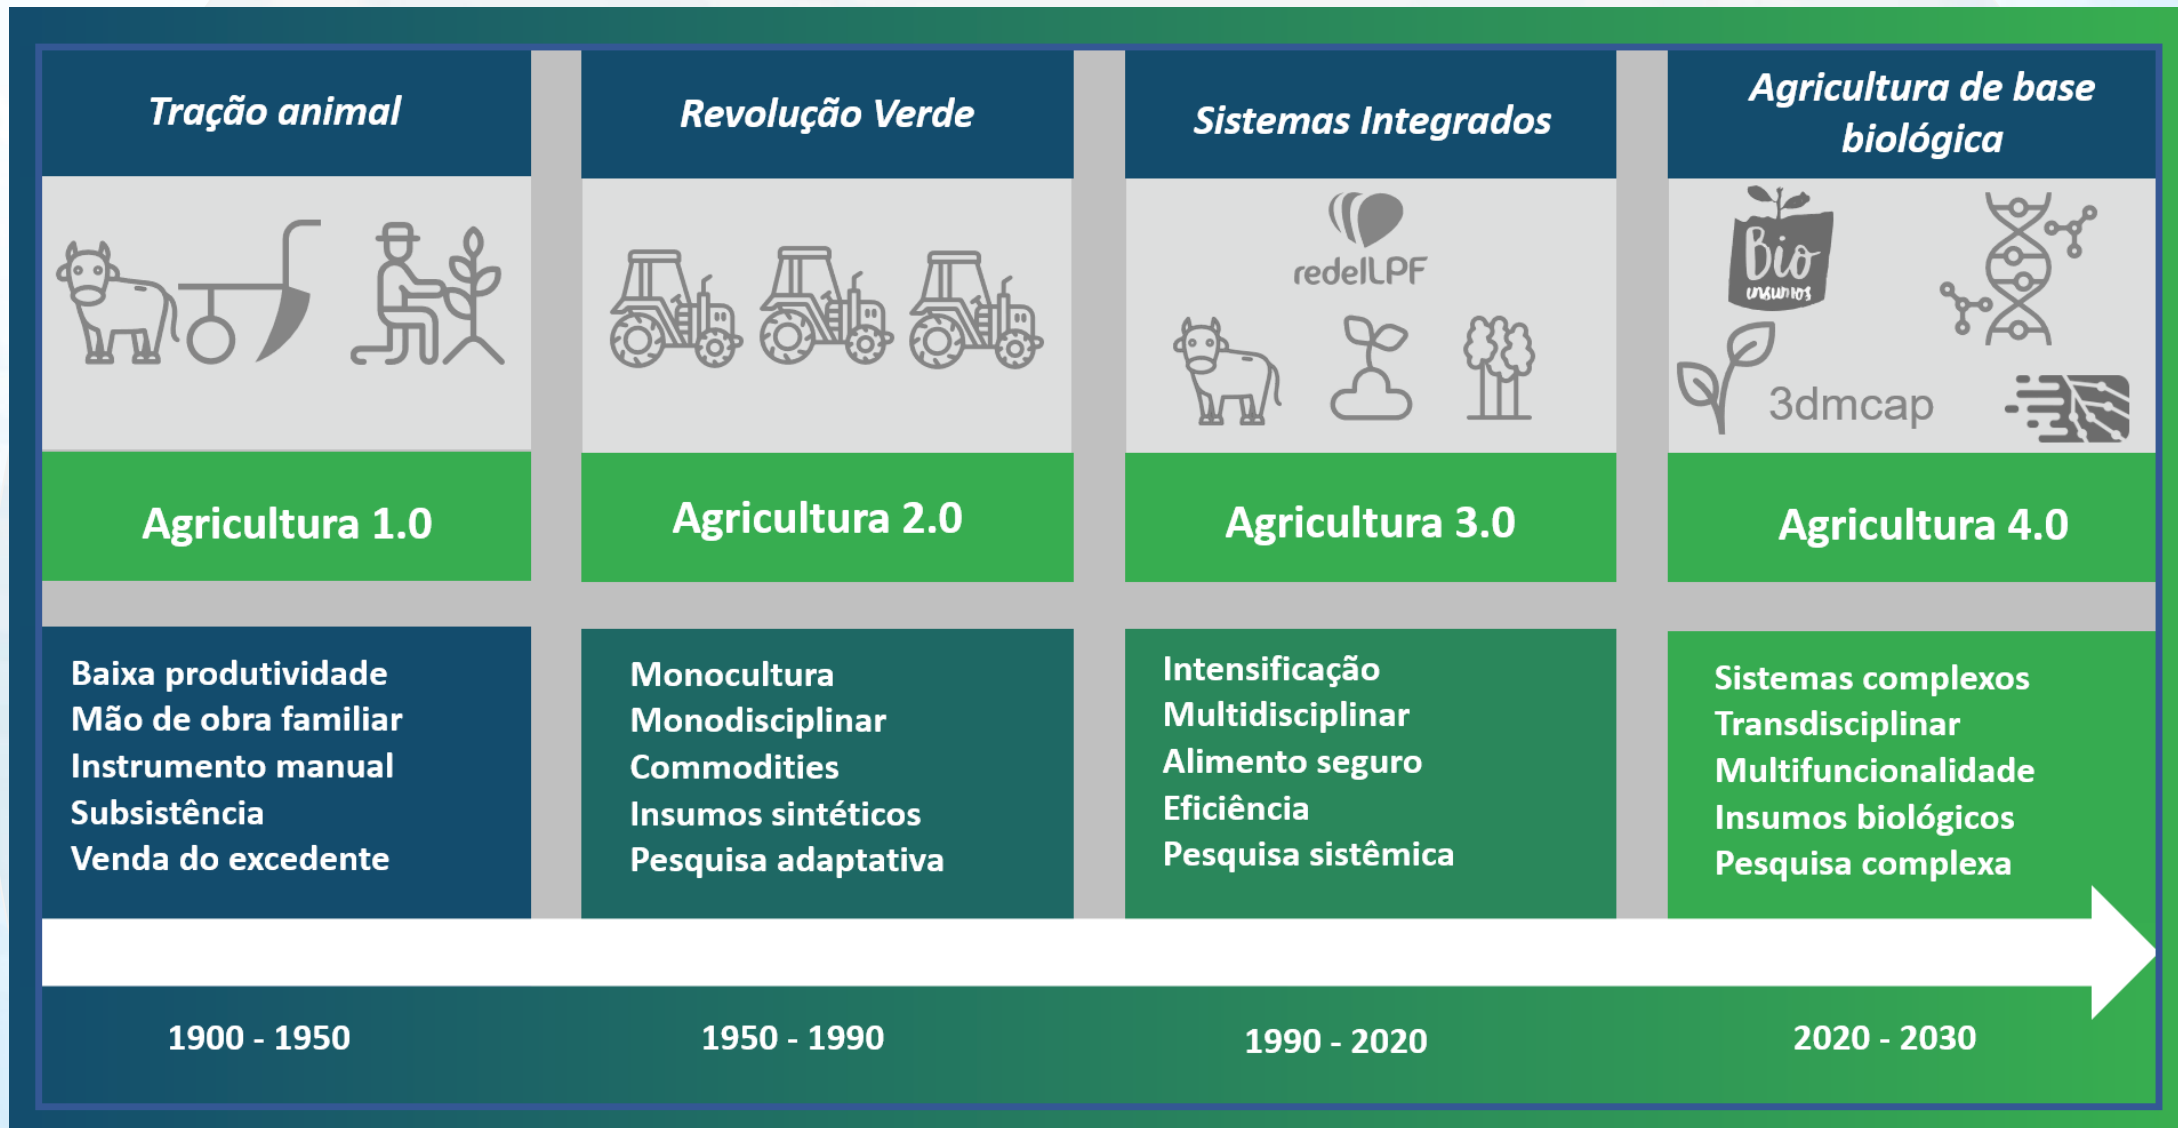 Tração animal
Revolução Verde
Sistemas Integrados
Agricultura de base
biológica
redeILPF
Bio
insumos
3dmcap
Agricultura 1.0
Agricultura 2.0
Agricultura 3.0
Agricultura 4.0
Baixa produtividade
Mão de obra familiar
Instrumento manual
Subsistência
Venda do excedente
Monocultura
Monodisciplinar
Commodities
Insumos sintéticos
Pesquisa adaptativa
Intensificação
Multidisciplinar
Alimento seguro
Eficiência
Pesquisa sistêmica
Sistemas complexos
Transdisciplinar
Multifuncionalidade
Insumos biológicos
Pesquisa complexa
1900 - 1950
1950 - 1990
1990 - 2020
2020 - 2030